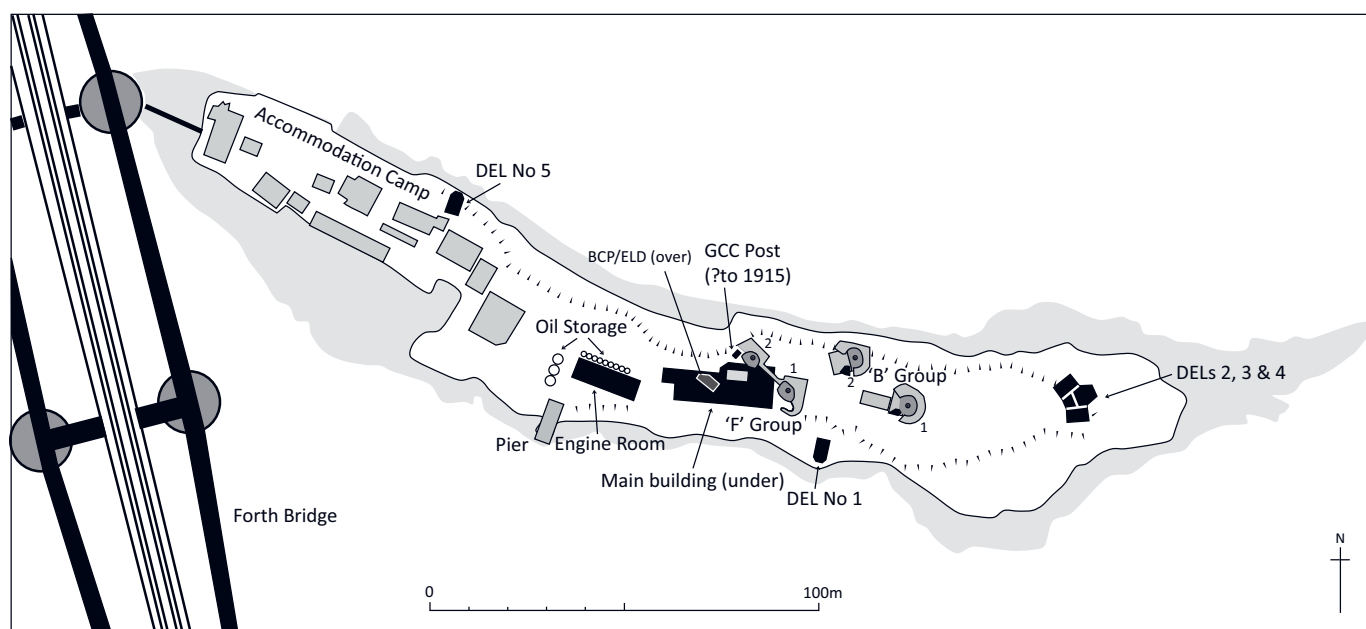 Accommodation Camp
DEL No 5
BCP/ELD (over)
GCC Post
(?to 1915)
Oil Storage
2
1
2
'B' Group
1
DELs 2, 3 & 4
'F' Group
Pier
Engine Room
Main building (under)
DEL No 1
Forth Bridge
N
0
100m